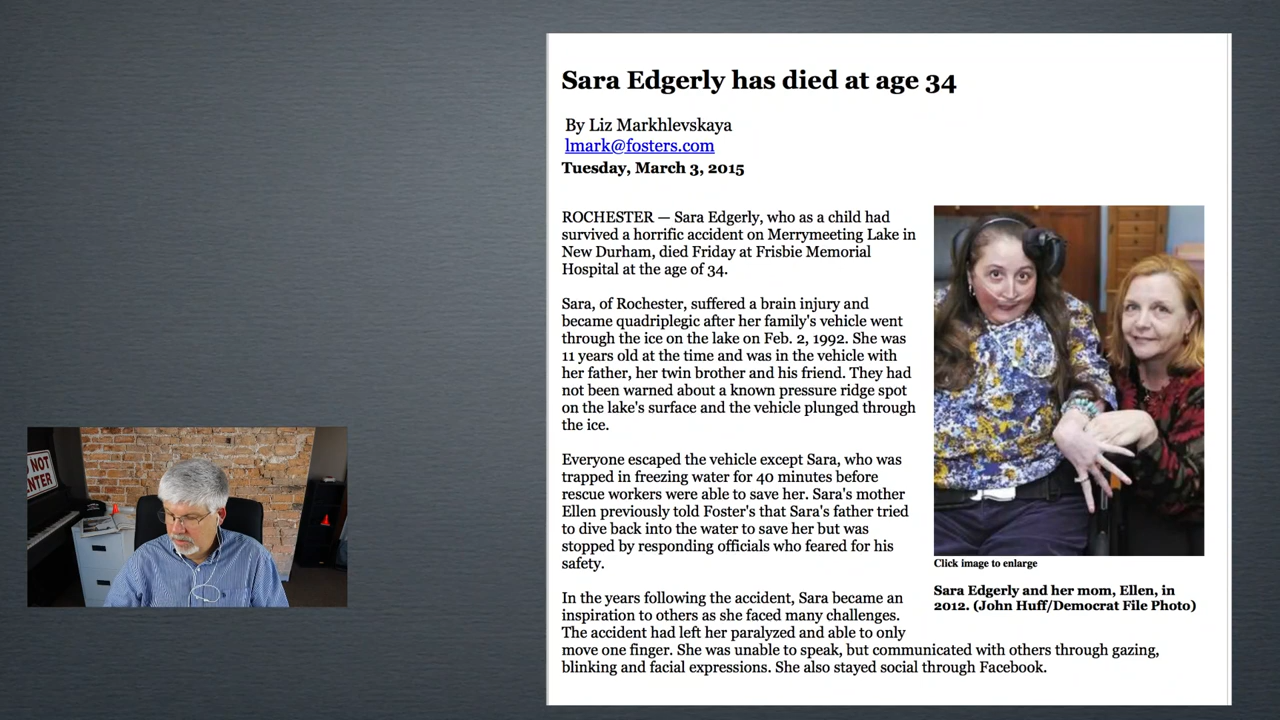 Sara Edgerly has died at age 34
By Liz Markhlevskaya
lmark@fosters.com
Tuesday, March 3, 2015
ROCHESTER — Sara Edgerly, who as a child had
survived a horrific accident on Merrymeeting Lake in
New Durham, died Friday at Frisbie Memorial
Hospital at the age of 34.
Sara, of Rochester, suffered a brain injury and
became quadriplegic after her family's vehicle went
through the ice on the lake on Feb. 2, 1992. She was
11 years old at the time and was in the vehicle with
her father, her twin brother and his friend. They had
not been warned about a known pressure ridge spot
on the lake's surface and the vehicle plunged through
the ice.
Everyone escaped the vehicle except Sara, who was
trapped in freezing water for 40 minutes before
rescue workers were able to save her. Sara's mother
Ellen previously told Foster's that Sara's father tried
to dive back into the water to save her but was
stopped by responding officials who feared for his
safety.
In the years following the accident, Sara became an
inspiration to others as she faced many challenges.
The accident had left her paralyzed and able to only
move one finger. She was unable to speak, but communicated with others through gazing,
blinking and facial expressions. She also stayed social through Facebook.
Click image to enlarge
Sara Edgerly and her mom, Ellen, in
2012. (John Huff/Democrat File Photo)
NOT